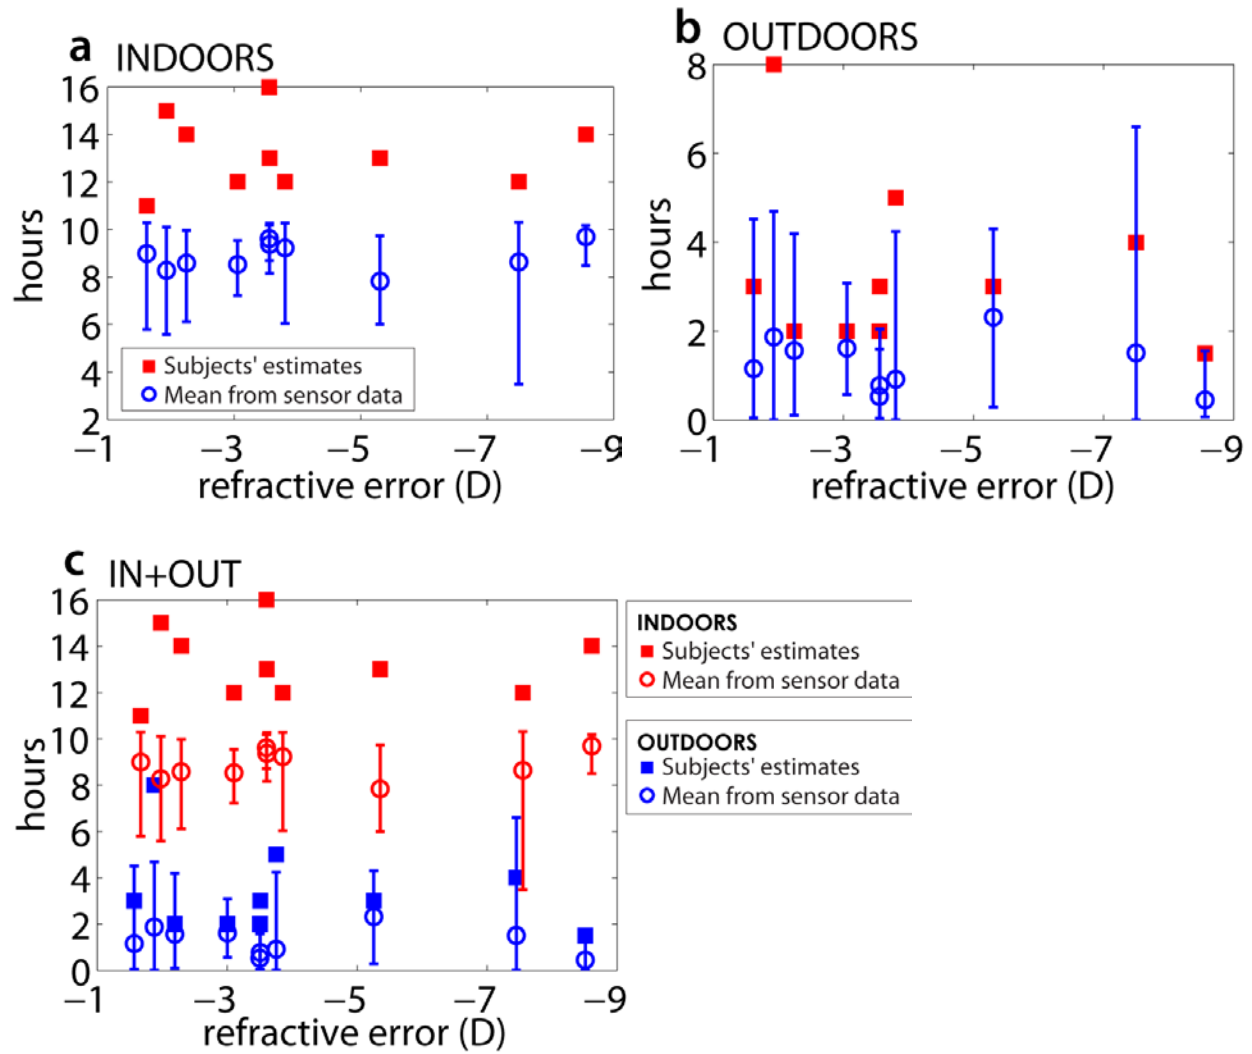 a INDOORS
16
14
12
10
8
6
4
2
hours
Subjects' estimates
Mean from sensor data
−1 −3 −5 −7 −9
refractive error (D)
b OUTDOORS
8
6
4
2
0
hours
−1 −3 −5 −7 −9
refractive error (D)
c IN+OUT
16
14
12
10
8
6
4
2
0
hours
−1 −3 −5 −7 −9
refractive error (D)
INDOORS
Subjects' estimates
Mean from sensor data
OUTDOORS
Subjects' estimates
Mean from sensor data